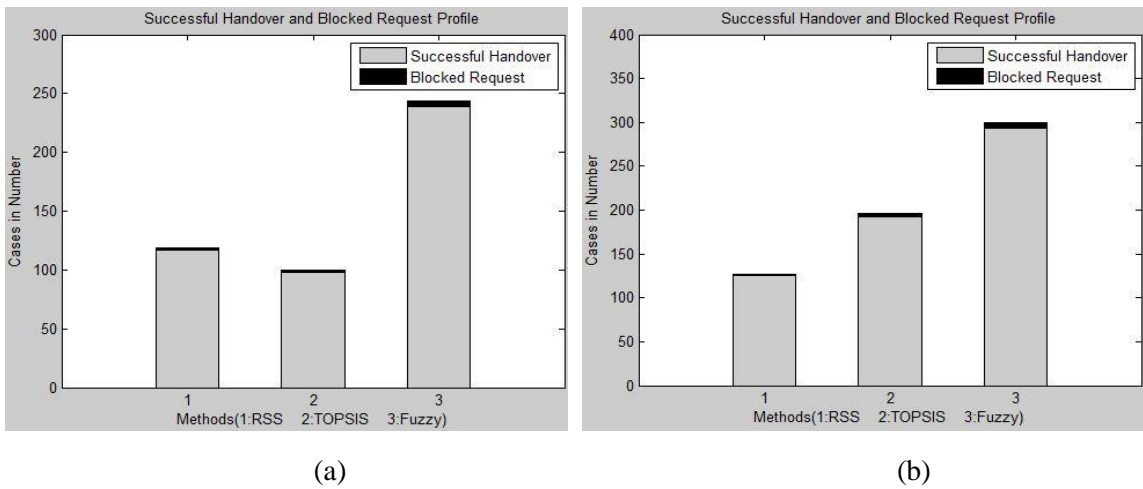 Successful Handover and Blocked Request Profile
300
250
200
150
100
50
0
Cases in Number
Successful Handover
Blocked Request
1 2 3
Methods(1:RSS 2:TOPSIS 3:Fuzzy)
(a)
Successful Handover and Blocked Request Profile
400
350
300
250
200
150
100
50
0
Cases in Number
Successful Handover
Blocked Request
1 2 3
Methods(1:RSS 2:TOPSIS 3:Fuzzy)
(b)